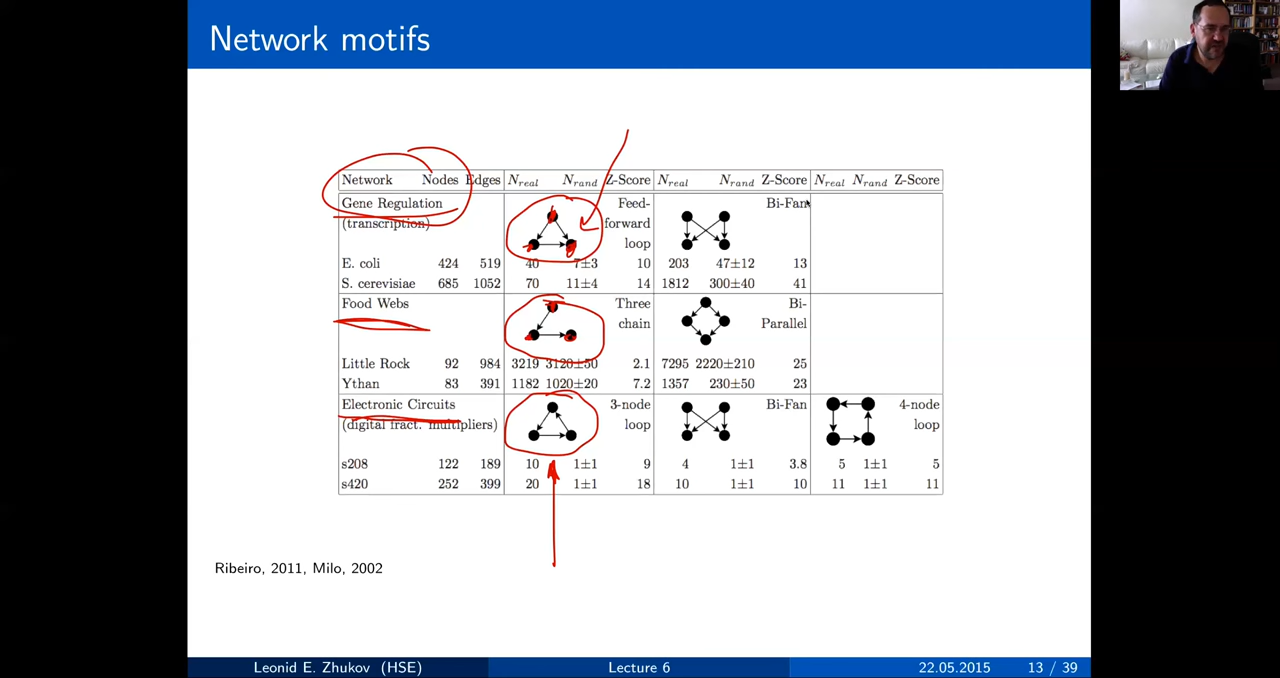 Network motifs
Network Nodes Edges N_real N_rand Z-Score N_real N_rand Z-Score N_real N_rand Z-Score
Gene Regulation Feed- Bi-Fan
(transcription) forward
loop
E. coli 424 519 40 7±3 10 203 47±12 13
S. cerevisiae 685 1052 70 11±4 14 1812 300±40 41
Food Webs Three Bi-
chain Parallel
Little Rock 92 984 3219 3120±50 2.1 7295 2220±210 25
Ythan 83 391 1182 1020±20 7.2 1357 230±50 23
Electronic Circuits 3-node Bi-Fan 4-node
(digital fract. multipliers) loop loop
s208 122 189 10 1±1 9 4 1±1 3.8 5 1±1 5
s420 252 399 20 1±1 18 10 1±1 10 11 1±1 11
Ribeiro, 2011, Milo, 2002
Leonid E. Zhukov (HSE) Lecture 6 22.05.2015 13 / 39